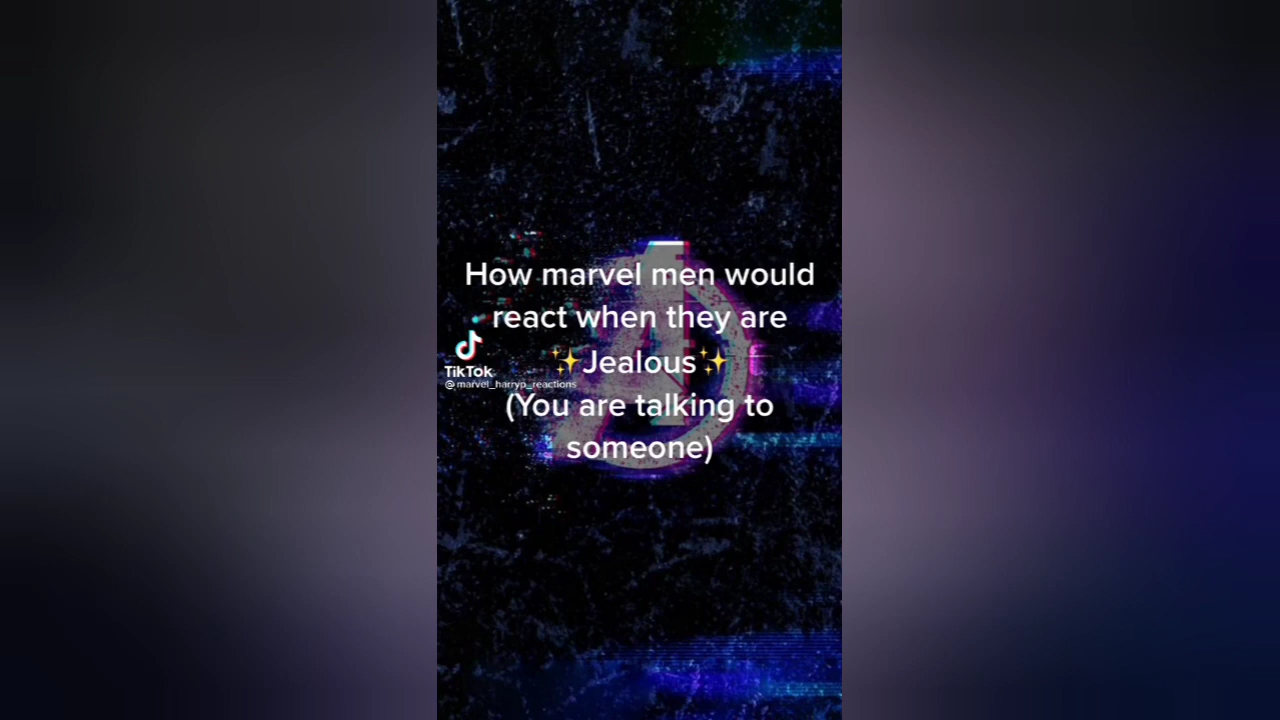 How marvel men would
react when they are
✨Jealous✨
(You are talking to
someone)
TikTok
@marvel_harryp_reactions